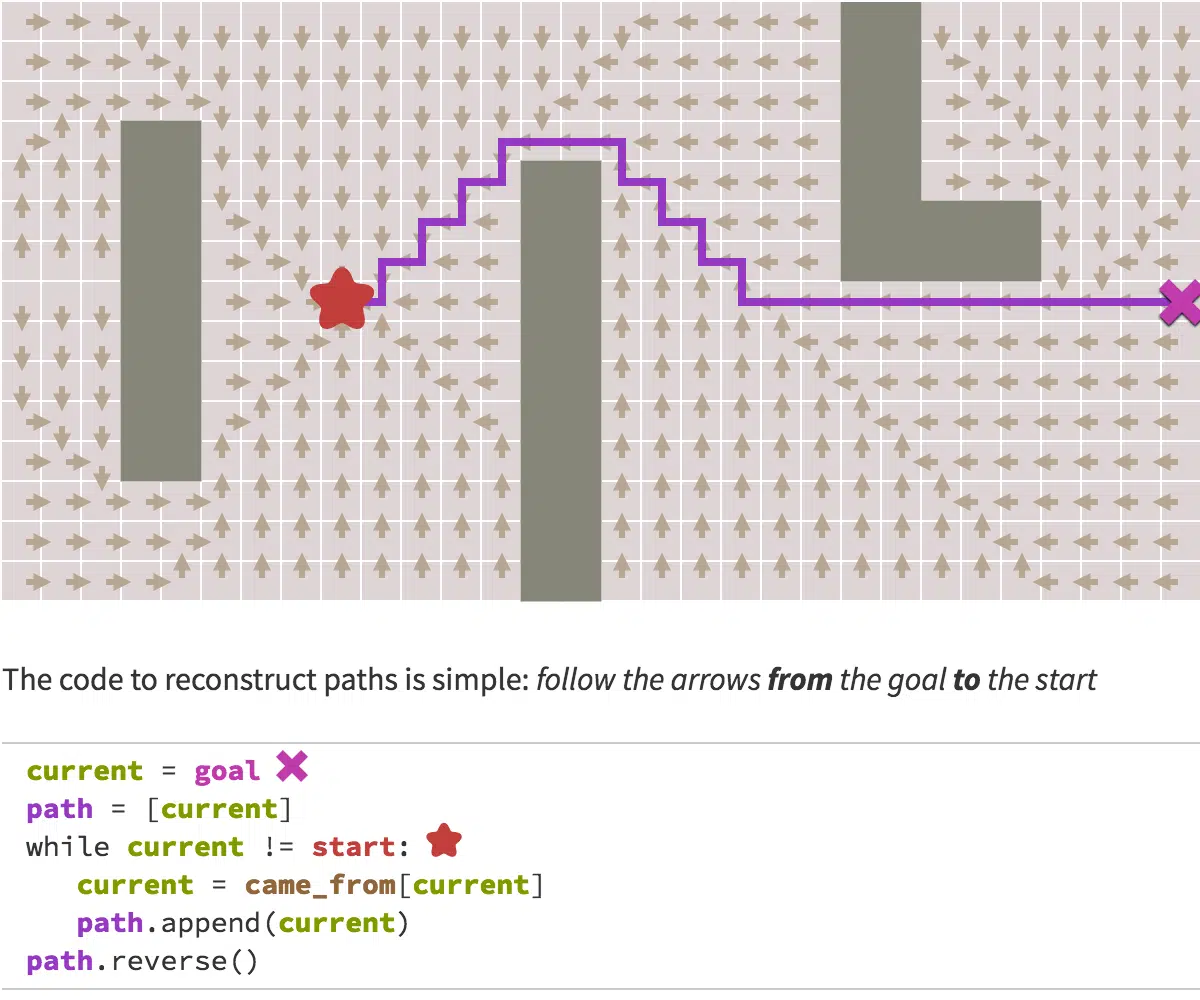 The code to reconstruct paths is simple: follow the arrows from the goal to the start
current = goal
path = [current]
while current != start:
   current = came_from[current]
   path.append(current)
path.reverse()